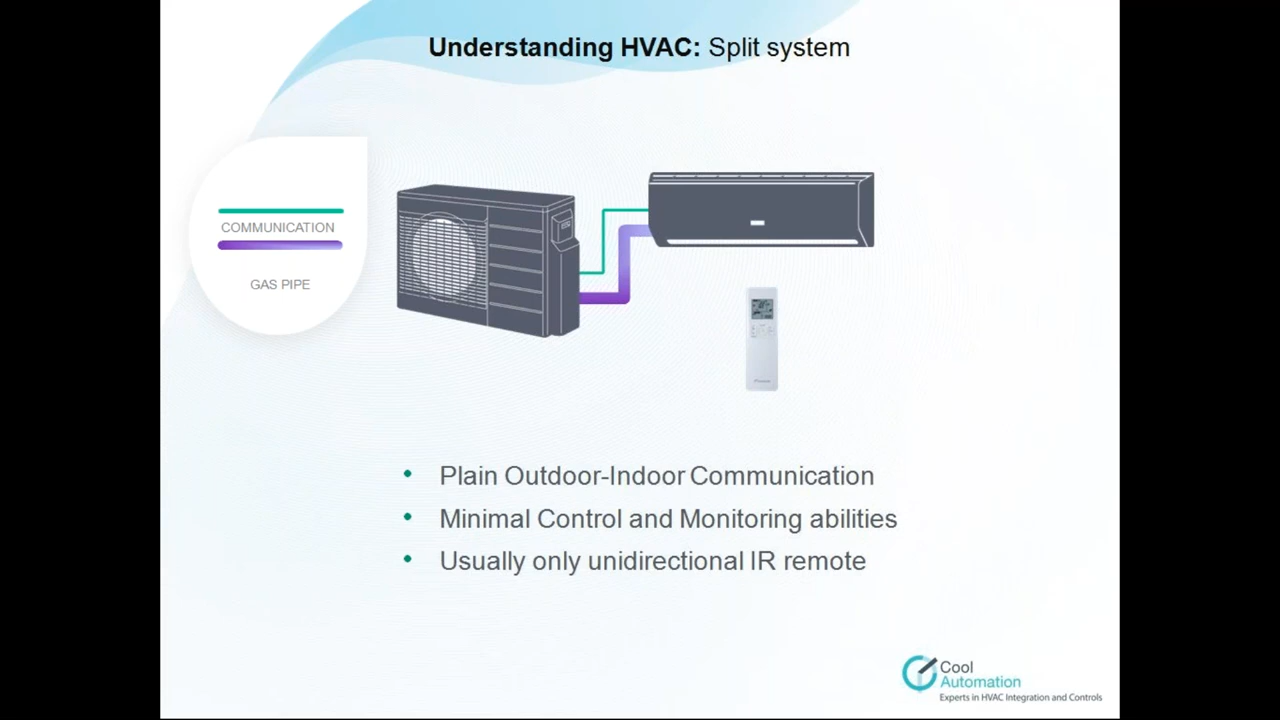 Understanding HVAC: Split system
COMMUNICATION
GAS PIPE
• Plain Outdoor-Indoor Communication
• Minimal Control and Monitoring abilities
• Usually only unidirectional IR remote
Cool
Automation
Experts in HVAC Integration and Controls